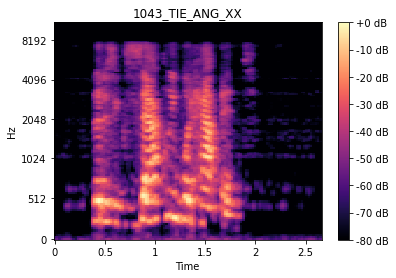 1043_TIE_ANG_XX
8192
4096
2048
1024
512
0
Hz
0
0.5
1
1.5
2
2.5
Time
+0 dB
-10 dB
-20 dB
-30 dB
-40 dB
-50 dB
-60 dB
-70 dB
-80 dB